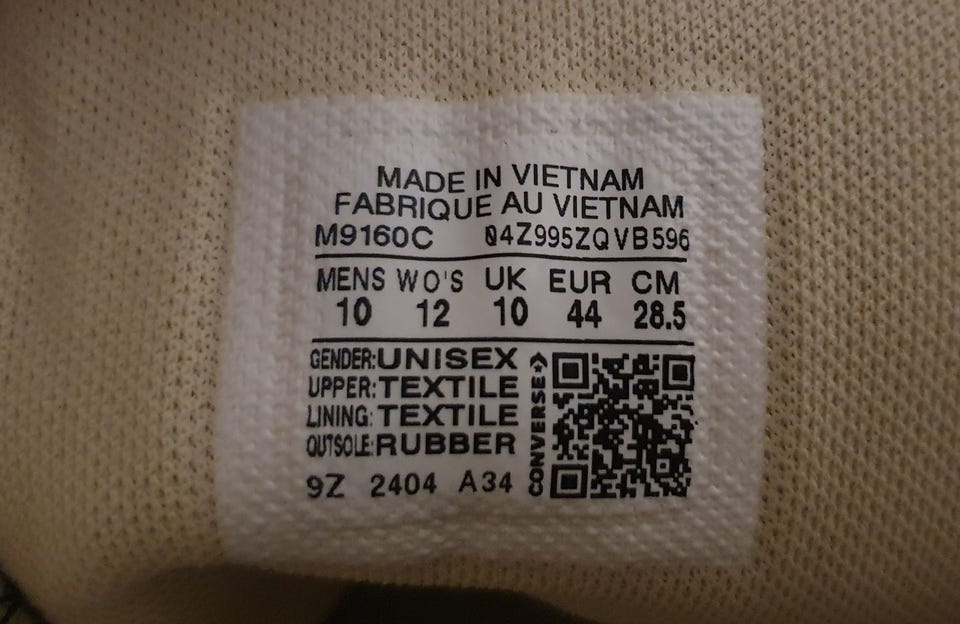 MADE IN VIETNAM
FABRIQUE AU VIETNAM
M9160C 04Z995ZQVB596
MENS WO'S UK EUR CM
10 12 10 44 28.5
GENDER:UNISEX
UPPER:TEXTILE
LINING:TEXTILE
OUTSOLE:RUBBER
9Z 2404 A34
CONVERSE